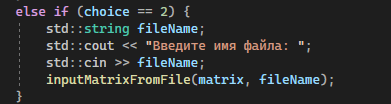 else if (choice == 2) {
std::string fileName;
std::cout << "Введите имя файла: ";
std::cin >> fileName;
inputMatrixFromFile(matrix, fileName);
}